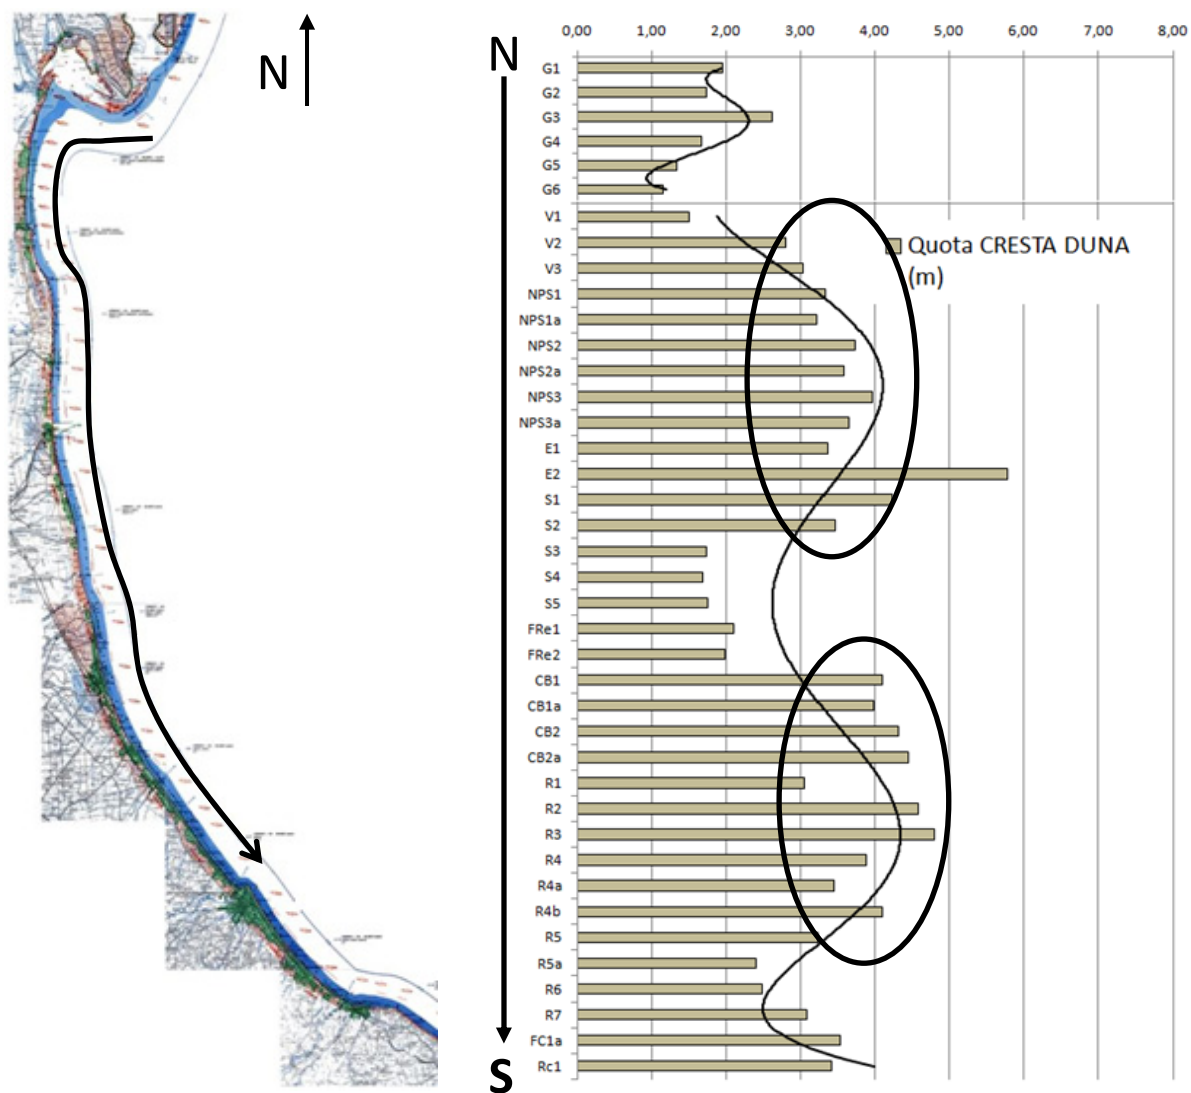 N
N
0,00 1,00 2,00 3,00 4,00 5,00 6,00 7,00 8,00
G1
G2
G3
G4
G5
G6
V1
V2
Quota CRESTA DUNA
(m)
V3
NPS1
NPS1a
NPS2
NPS2a
NPS3
NPS3a
E1
E2
S1
S2
S3
S4
S5
FRe1
FRe2
CB1
CB1a
CB2
CB2a
R1
R2
R3
R4
R4a
R4b
R5
R5a
R6
R7
FC1a
Rc1
S